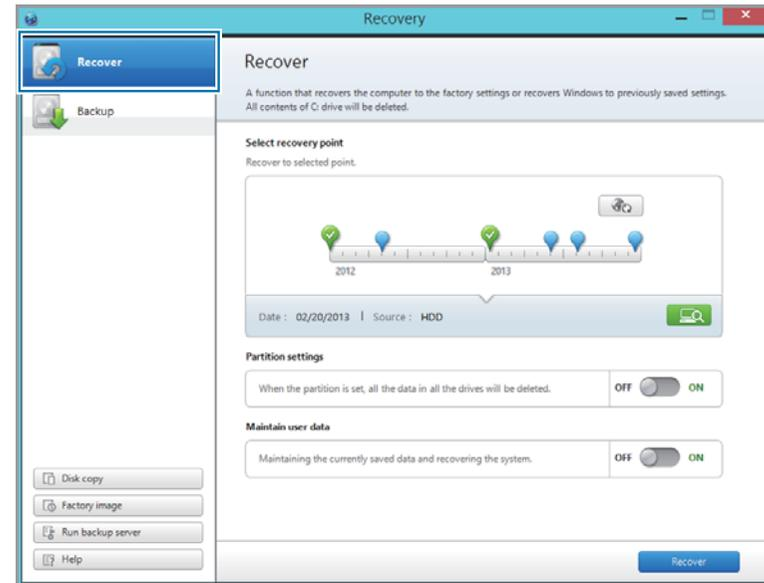 Recovery
Recover
Backup
Disk copy
Factory image
Run backup server
Help
Recover
A function that recovers the computer to the factory settings or recovers Windows to previously saved settings.
All contents of C: drive will be deleted.
Select recovery point
Recover to selected point.
2012 2013
Date : 02/20/2013 | Source : HDD
Partition settings
When the partition is set, all the data in all the drives will be deleted. OFF ON
Maintain user data
Maintaining the currently saved data and recovering the system. OFF ON
Recover